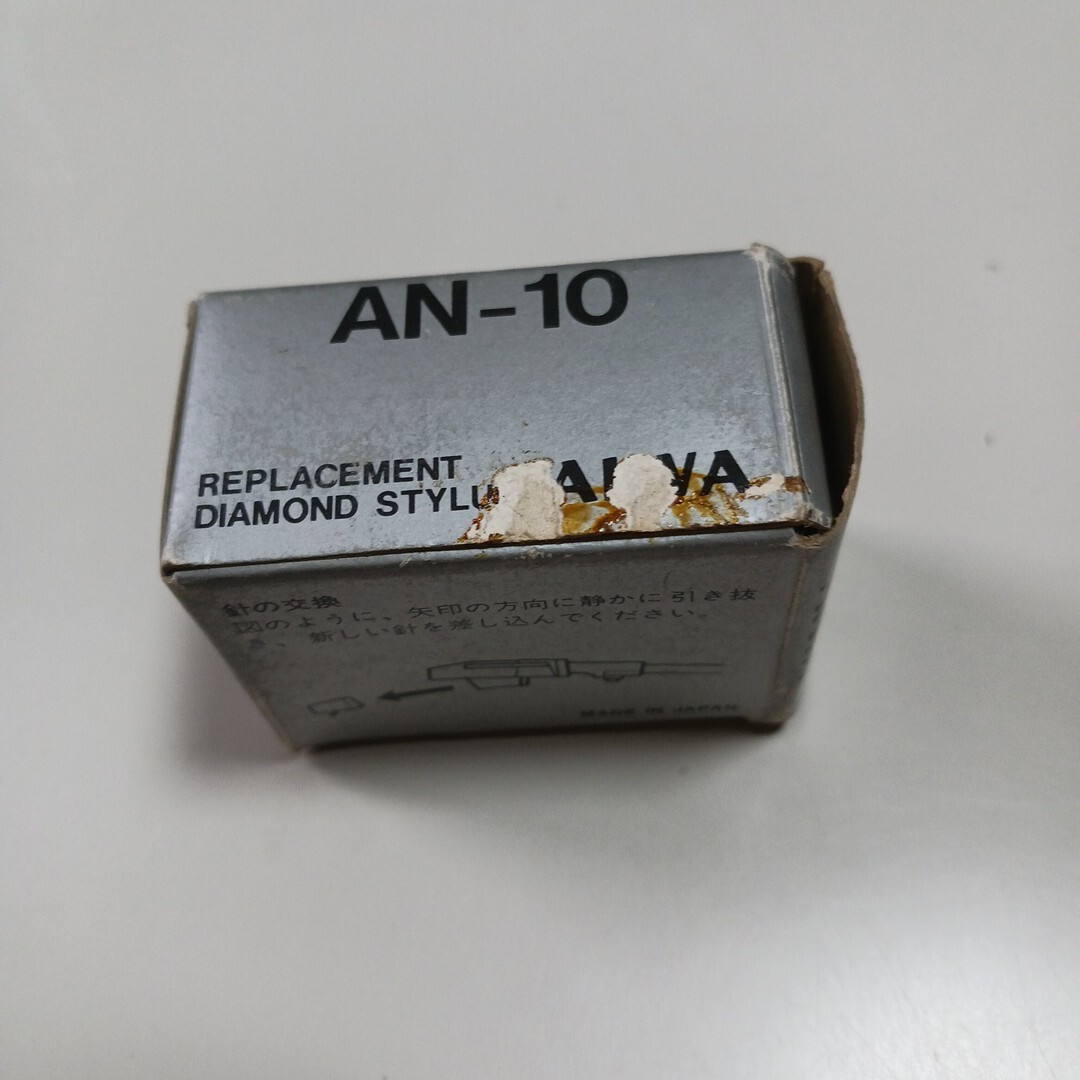 AN-10
REPLACEMENT
DIAMOND STYLU
AIWA
針の交換
図のように、矢印の方向に静かに引き抜
き、新しい針を差し込んでください。
MADE IN JAPAN